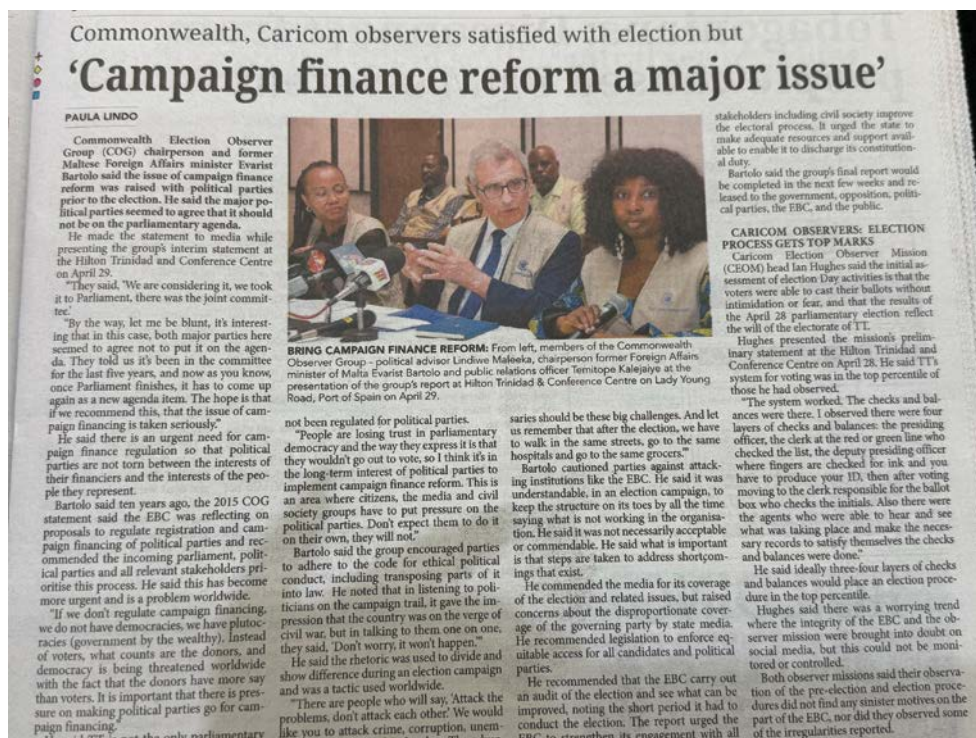 Commonwealth, Caricom observers satisfied with election but
‘Campaign finance reform a major issue’
PAULA LINDO
Commonwealth Election Observer
Group (COG) chairperson and former
Maltese Foreign Affairs minister Evarist
Bartolo said the issue of campaign finance
reform was raised with political parties
prior to the election. He said the major po-
litical parties seemed to agree that it should
not be on the parliamentary agenda.
He made the statement to media while
presenting the group's interim statement at
the Hilton Trinidad and Conference Centre
on April 29.
"They said, 'We are considering it, we took
it to Parliament, there was the joint commit-
tee.'
"By the way, let me be blunt, it's interest-
ing that in this case, both major parties here
seemed to agree not to put it on the agen-
da. They told us it's been in the committee
for the last five years, and now as you know,
once Parliament finishes, it has to come up
again as a new agenda item. The hope is that
if we recommend this, that the issue of cam-
paign financing is taken seriously."
He said there is an urgent need for cam-
paign finance regulation so that political
parties are not torn between the interests of
their financiers and the interests of the peo-
ple they represent.
Bartolo said ten years ago, the 2015 COG
statement said the EBC was reflecting on
proposals to regulate registration and cam-
paign financing of political parties and rec-
ommended the incoming parliament, polit-
ical parties and all relevant stakeholders pri-
oritise this process. He said this has become
more urgent and is a problem worldwide.
"If we don't regulate campaign financing,
we do not have democracies, we have plutoc-
racies (government by the wealthy). Instead
of voters, what counts are the donors, and
democracy is being threatened worldwide
with the fact that the donors have more say
than voters. It is important that there is pres-
sure on making political parties go for cam-
paign financing."
the only parliamentary
BRING CAMPAIGN FINANCE REFORM: From left, members of the Commonwealth
Observer Group – political advisor Lindiwe Maleeka, chairperson former Foreign Affairs
minister of Malta Evarist Bartolo and public relations officer Temitope Kalejaiye at the
presentation of the group's report at Hilton Trinidad & Conference Centre on Lady Young
Road, Port of Spain on April 29.
not been regulated for political parties.
"People are losing trust in parliamentary
democracy and the way they express it is that
they wouldn't go out to vote, so I think it's in
the long-term interest of political parties to
implement campaign finance reform. This is
an area where citizens, the media and civil
society groups have to put pressure on the
political parties. Don't expect them to do it
on their own, they will not."
Bartolo said the group encouraged parties
to adhere to the code for ethical political
conduct, including transposing parts of it
into law. He noted that in listening to poli-
ticians on the campaign trail, it gave the im-
pression that the country was on the verge of
civil war, but in talking to them one on one,
they said, 'Don't worry, it won't happen.'"
He said the rhetoric was used to divide and
show difference during an election campaign
and was a tactic used worldwide.
"There are people who will say, 'Attack the
problems, don't attack each other.' We would
like you to attack crime, corruption, unem-
saries should be these big challenges. And let
us remember that after the election, we have
to walk in the same streets, go to the same
hospitals and go to the same grocers."
Bartolo cautioned parties against attack-
ing institutions like the EBC. He said it was
understandable, in an election campaign, to
keep the structure on its toes by all the time
saying what is not working in the organisa-
tion. He said it was not necessarily acceptable
or commendable. He said what is important
is that steps are taken to address shortcom-
ings that exist.
He commended the media for its coverage
of the election and related issues, but raised
concerns about the disproportionate cover-
age of the governing party by state media.
He recommended legislation to enforce eq-
uitable access for all candidates and political
parties.
He recommended that the EBC carry out
an audit of the election and see what can be
improved, noting the short period it had to
conduct the election. The report urged the
EBC to strengthen its engagement with all
stakeholders including civil society improve
the electoral process. It urged the state to
make adequate resources and support avail-
able to enable it to discharge its constitution-
al duty.
Bartolo said the group's final report would
be completed in the next few weeks and re-
leased to the government, opposition, politi-
cal parties, the EBC, and the public.
CARICOM OBSERVERS: ELECTION
PROCESS GETS TOP MARKS
Caricom Election Observer Mission
(CEOM) head Ian Hughes said the initial as-
sessment of election Day activities is that the
voters were able to cast their ballots without
intimidation or fear, and that the results of
the April 28 parliamentary election reflect
the will of the electorate of TT.
Hughes presented the mission's prelim-
inary statement at the Hilton Trinidad and
Conference Centre on April 28. He said TT's
system for voting was in the top percentile of
those he had observed.
"The system worked. The checks and bal-
ances were there. I observed there were four
layers of checks and balances: the presiding
officer, the clerk at the red or green line who
checked the list, the deputy presiding officer
where fingers are checked for ink and you
have to produce your ID, then after voting
moving to the clerk responsible for the ballot
box who checks the initials. Also there were
the agents who were able to hear and see
what was taking place and make the neces-
sary records to satisfy themselves the checks
and balances were done."
He said ideally three-four layers of checks
and balances would place an election proce-
dure in the top percentile.
Hughes said there was a worrying trend
where the integrity of the EBC and the ob-
server mission were brought into doubt on
social media, but this could not be moni-
tored or controlled.
Both observer missions said their observa-
tion of the pre-election and election proce-
dures did not find any sinister motives on the
part of the EBC, nor did they observed some
of the irregularities reported.